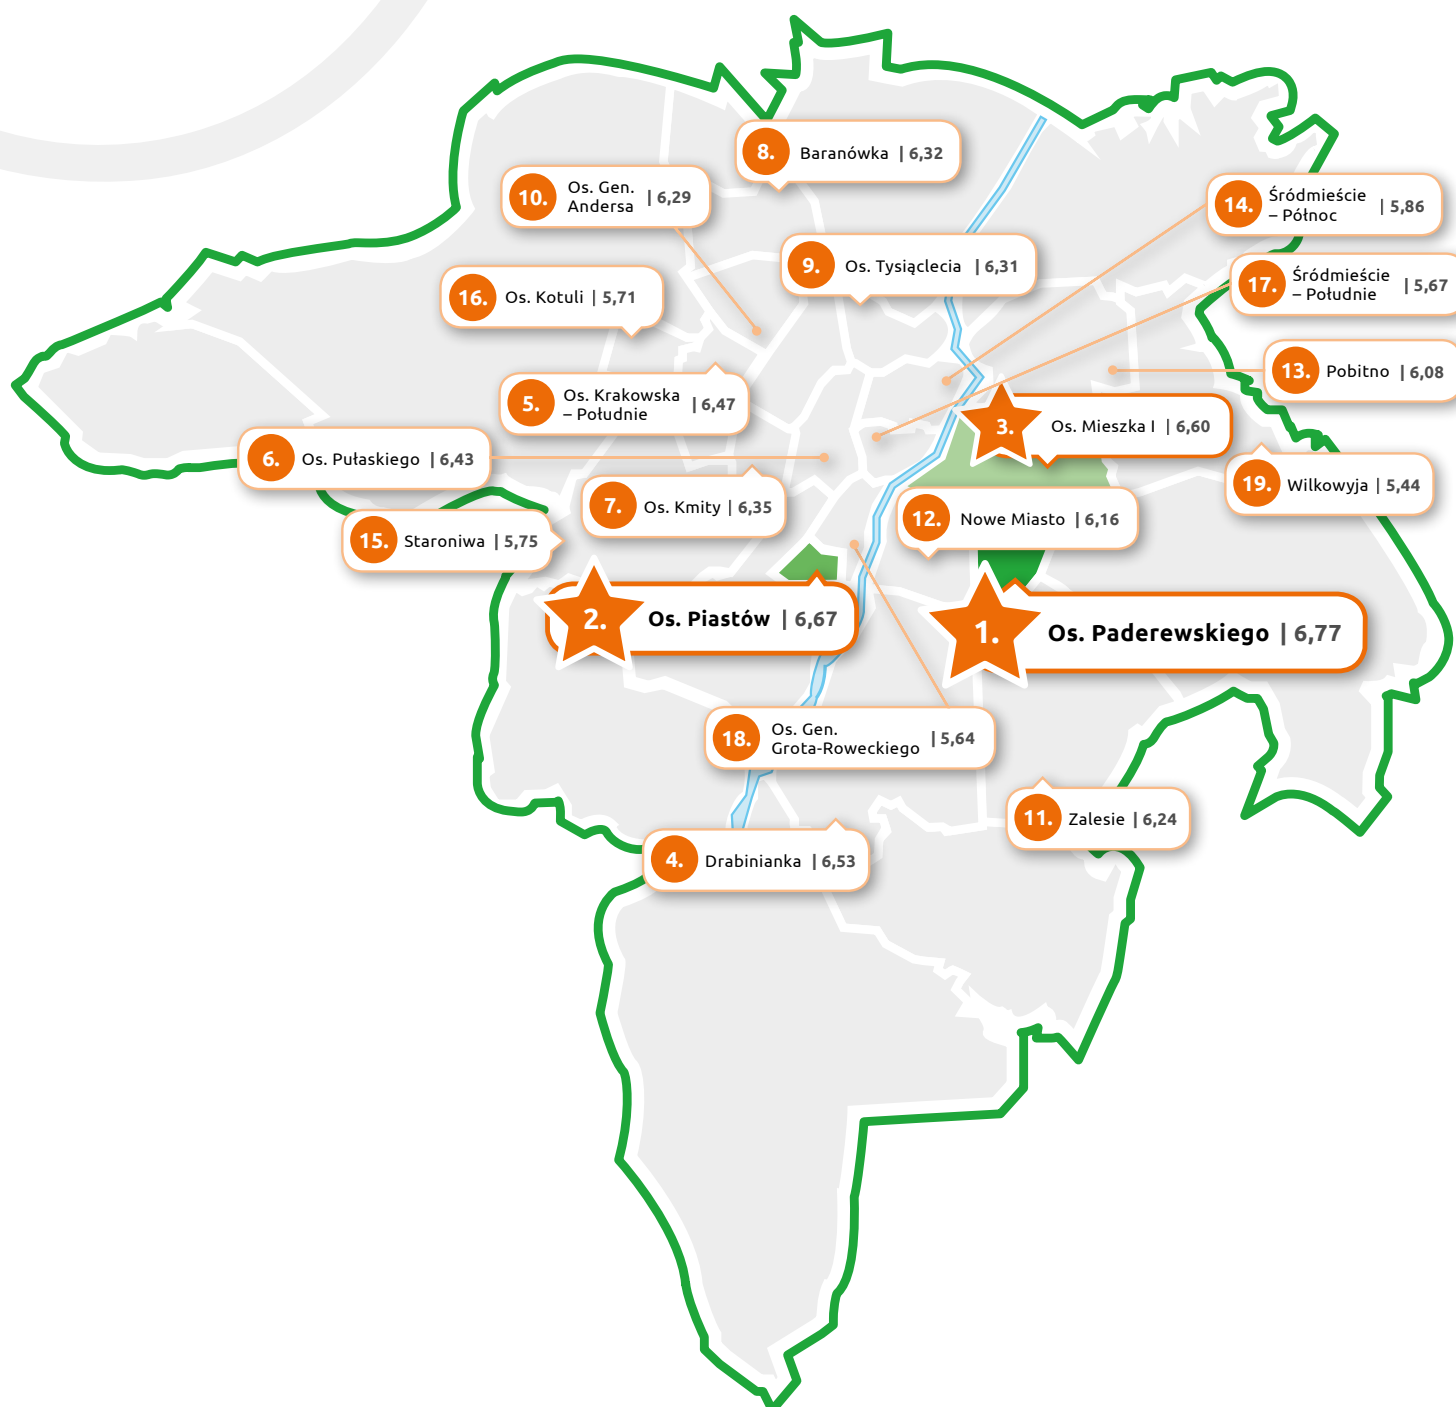 8. Baranówka | 6,32
10. Os. Gen.
Andersa | 6,29
14. Śródmieście
– Północ | 5,86
9. Os. Tysiąclecia | 6,31
17. Śródmieście
– Południe | 5,67
16. Os. Kotuli | 5,71
13. Pobitno | 6,08
5. Os. Krakowska
– Południe | 6,47
3. Os. Mieszka I | 6,60
6. Os. Pułaskiego | 6,43
19. Wilkowyja | 5,44
7. Os. Kmity | 6,35
12. Nowe Miasto | 6,16
15. Staroniwa | 5,75
2. Os. Piastów | 6,67
1. Os. Paderewskiego | 6,77
18. Os. Gen.
Grota-Roweckiego | 5,64
11. Zalesie | 6,24
4. Drabinianka | 6,53